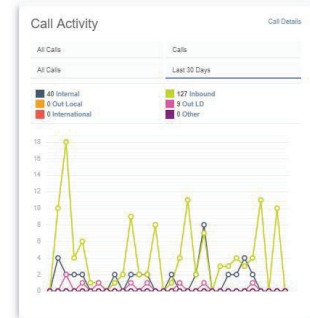 Call Activity
Call Details
All Calls
Calls
All Calls
Last 30 Days
40 Internal
127 Inbound
0 Out Local
9 Out LD
0 International
0 Other
18
16
14
12
10
8
6
4
2
0